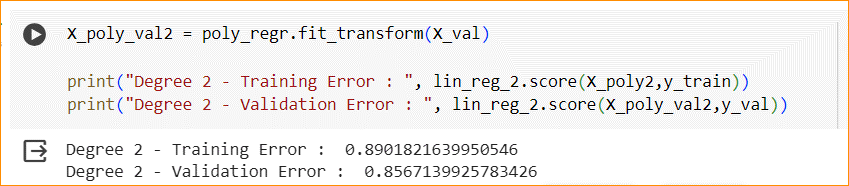 X_poly_val2 = poly_regr.fit_transform(X_val)
print("Degree 2 - Training Error : ", lin_reg_2.score(X_poly2,y_train))
print("Degree 2 - Validation Error : ", lin_reg_2.score(X_poly_val2,y_val))
Degree 2 - Training Error :  0.8901821639950546
Degree 2 - Validation Error :  0.8567139925783426